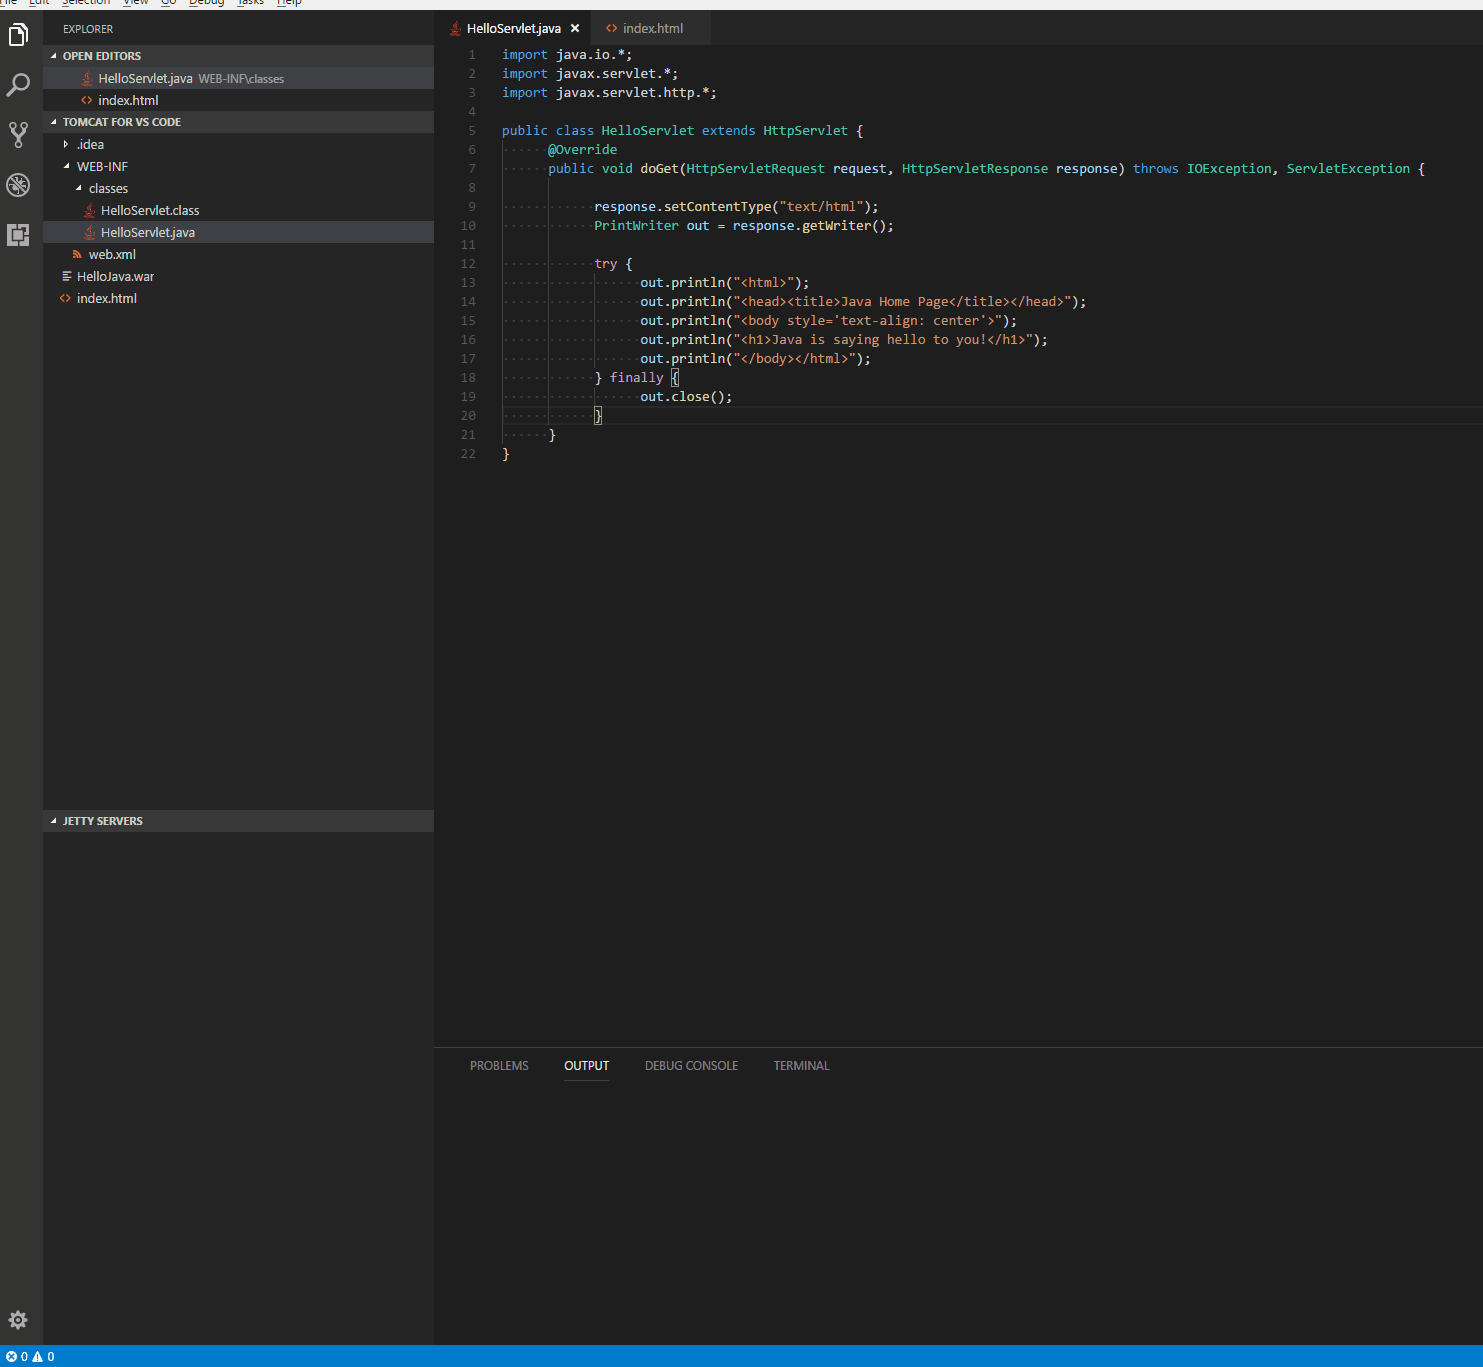 File Edit Selection View Go Debug Tasks Help
EXPLORER
OPEN EDITORS
HelloServlet.java WEB-INF\classes
index.html
TOMCAT FOR VS CODE
.idea
WEB-INF
classes
HelloServlet.class
HelloServlet.java
web.xml
HelloJava.war
index.html
JETTY SERVERS
HelloServlet.java × index.html
1 import java.io.*;
2 import javax.servlet.*;
3 import javax.servlet.http.*;
4
5 public class HelloServlet extends HttpServlet {
6 @Override
7 public void doGet(HttpServletRequest request, HttpServletResponse response) throws IOException, ServletException {
8
9 response.setContentType("text/html");
10 PrintWriter out = response.getWriter();
11
12 try {
13 out.println("<html>");
14 out.println("<head><title>Java Home Page</title></head>");
15 out.println("<body style='text-align: center'>");
16 out.println("<h1>Java is saying hello to you!</h1>");
17 out.println("</body></html>");
18 } finally {
19 out.close();
20 }
21 }
22 }
PROBLEMS OUTPUT DEBUG CONSOLE TERMINAL
0 0